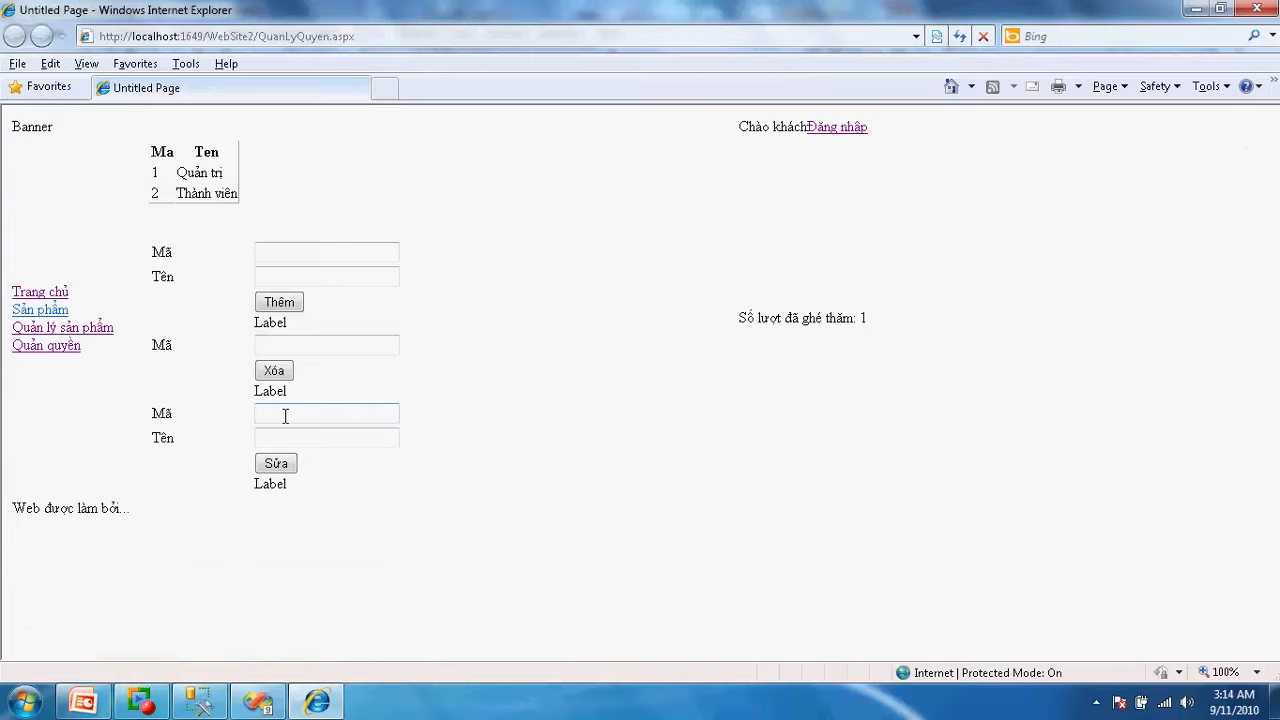 Untitled Page - Windows Internet Explorer
http://localhost:1649/WebSite2/QuanLyQuyen.aspx
Bing
File Edit View Favorites Tools Help
Favorites Untitled Page Page Safety Tools
Banner Chào kháchĐăng nhập
Ma Ten
1 Quản trị
2 Thành viên
Mã
Tên
Trang chủ
Thêm
Sản phẩm
Số lượt đã ghé thăm: 1
Label
Quản lý sản phẩm
Quản quyền
Mã
Xóa
Label
Mã
Tên
Sửa
Label
Web được làm bởi...
Internet | Protected Mode: On 100%
3:14 AM
9/11/2010